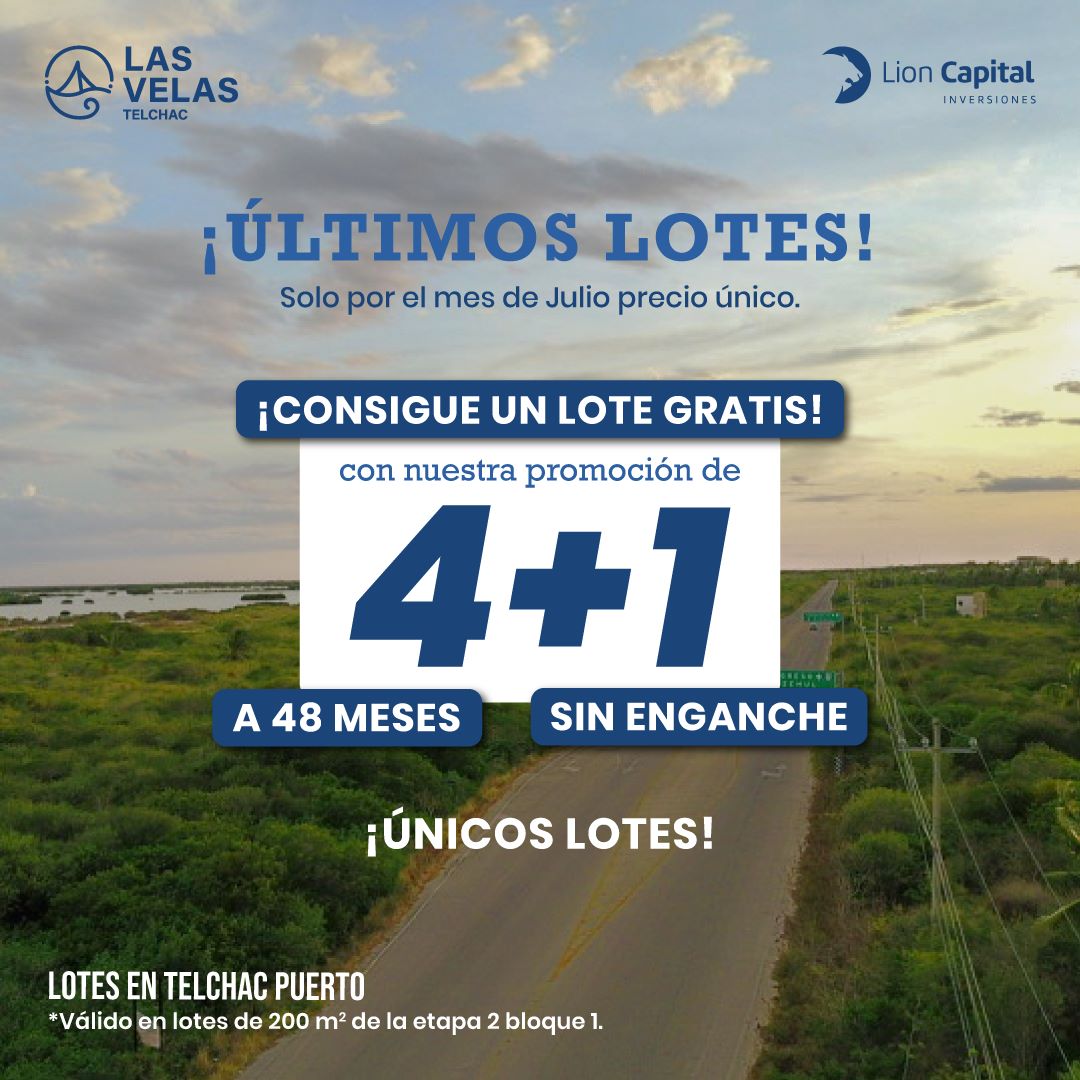 LAS
VELAS
TELCHAC
Lion Capital
INVERSIONES
¡ÚLTIMOS LOTES!
Solo por el mes de Julio precio único.
¡CONSIGUE UN LOTE GRATIS!
con nuestra promoción de
4+1
A 48 MESES
SIN ENGANCHE
¡ÚNICOS LOTES!
LOTES EN TELCHAC PUERTO
*Válido en lotes de 200 m² de la etapa 2 bloque 1.